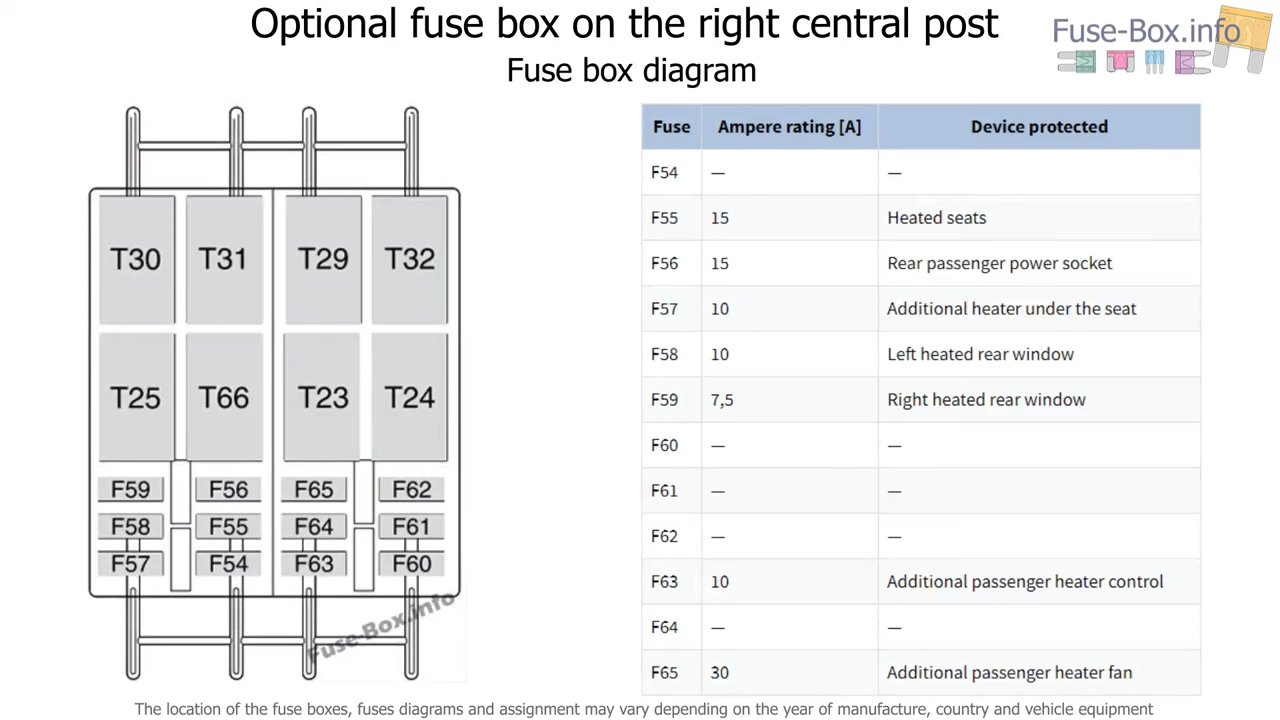 Optional fuse box on the right central post
Fuse box diagram
Fuse-Box.info
T30 T31 T29 T32
T25 T66 T23 T24
F59 F56 F65 F62
F58 F55 F64 F61
F57 F54 F63 F60
Fuse-Box.info
Fuse Ampere rating [A] Device protected
F54 — —
F55 15 Heated seats
F56 15 Rear passenger power socket
F57 10 Additional heater under the seat
F58 10 Left heated rear window
F59 7,5 Right heated rear window
F60 — —
F61 — —
F62 — —
F63 10 Additional passenger heater control
F64 — —
F65 30 Additional passenger heater fan
The location of the fuse boxes, fuses diagrams and assignment may vary depending on the year of manufacture, country and vehicle equipment